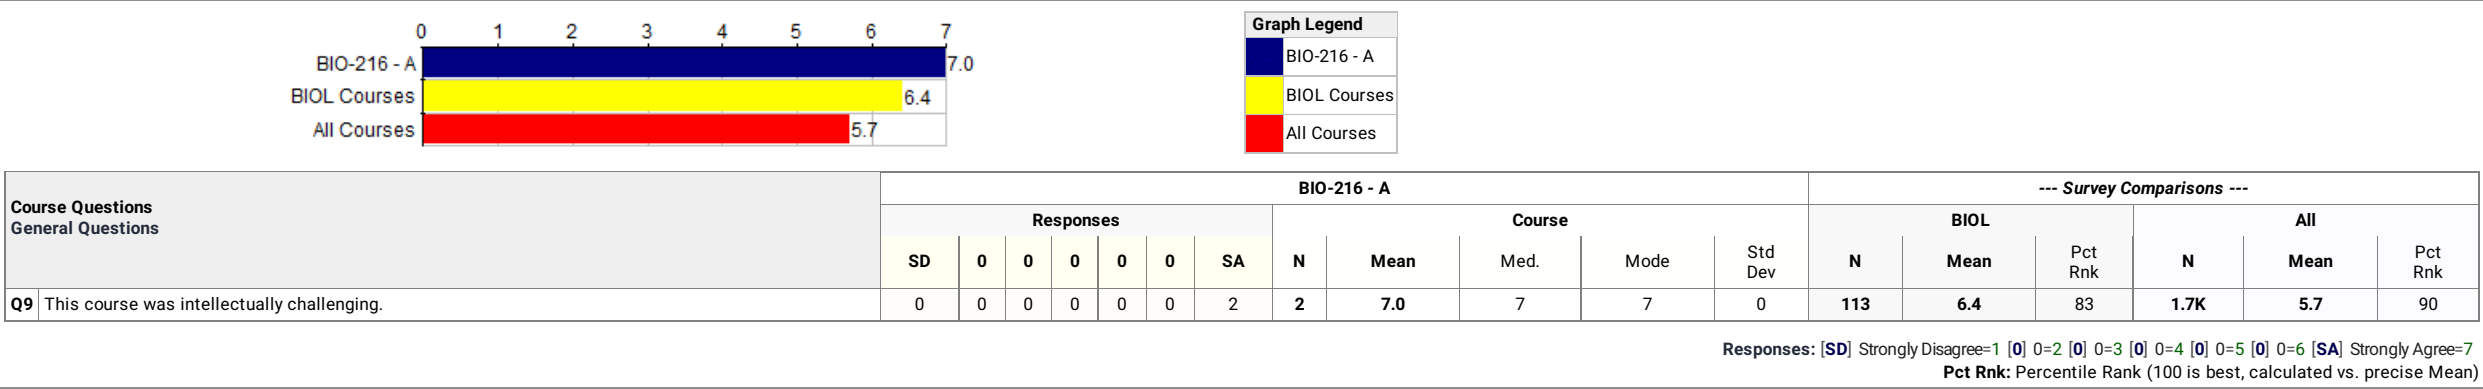 0 1 2 3 4 5 6 7
BIO-216 - A 7.0
BIOL Courses 6.4
All Courses 5.7
Graph Legend
BIO-216 - A
BIOL Courses
All Courses
Course Questions
General Questions
BIO-216 - A
--- Survey Comparisons ---
Responses Course BIOL All
SD 0 0 0 0 0 SA N Mean Med. Mode Std Dev N Mean Pct Rnk N Mean Pct Rnk
Q9 This course was intellectually challenging. 0 0 0 0 0 0 2 2 7.0 7 7 0 113 6.4 83 1.7K 5.7 90
Responses: [SD] Strongly Disagree=1 [0] 0=2 [0] 0=3 [0] 0=4 [0] 0=5 [0] 0=6 [SA] Strongly Agree=7
Pct Rnk: Percentile Rank (100 is best, calculated vs. precise Mean)